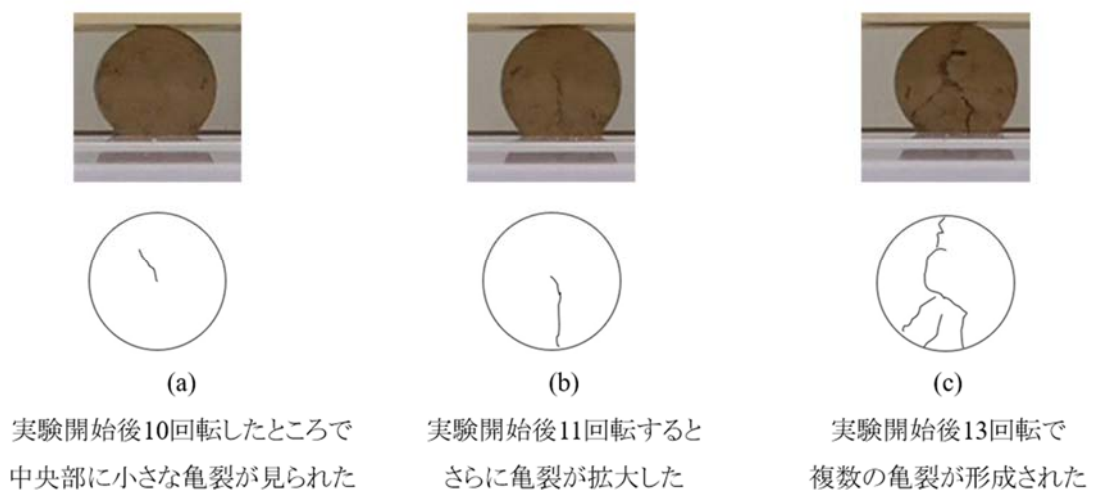 (a)
(b)
(c)
実験開始後10回転したところで
中央部に小さな亀裂が見られた
実験開始後11回転すると
さらに亀裂が拡大した
実験開始後13回転で
複数の亀裂が形成された